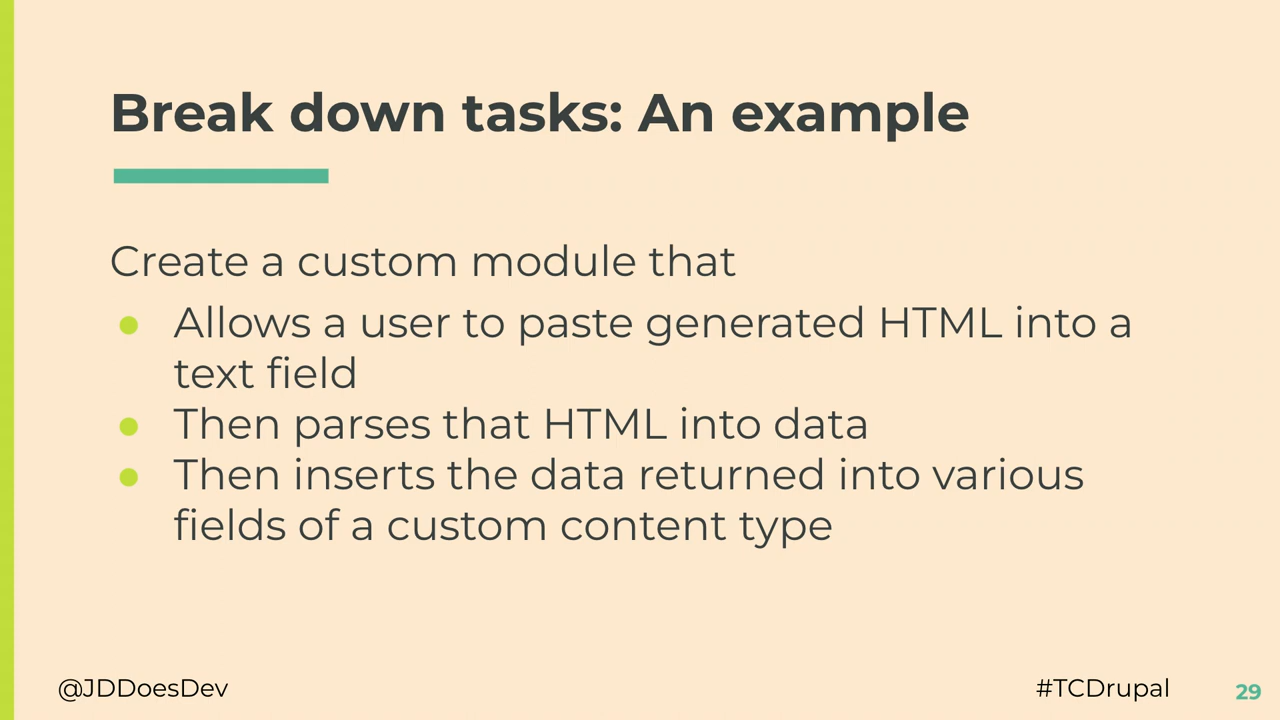 Break down tasks: An example
Create a custom module that
● Allows a user to paste generated HTML into a
text field
● Then parses that HTML into data
● Then inserts the data returned into various
fields of a custom content type
@JDDoesDev
#TCDrupal
29